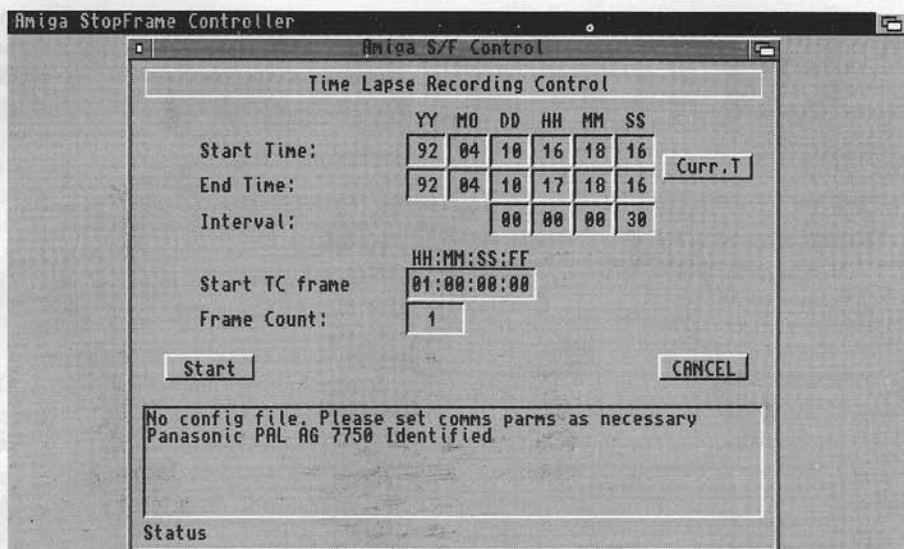 Amiga StopFrame Controller
Amiga S/F Control
Time Lapse Recording Control
YY MO DD HH MM SS
Start Time: 92 04 10 16 18 16 Curr.T
End Time: 92 04 10 17 18 16
Interval: 00 00 00 30
HH:MM:SS:FF
Start TC frame 01:00:00:00
Frame Count: 1
Start CANCEL
No config file. Please set comms parms as necessary
Panasonic PAL AG 7750 Identified
Status